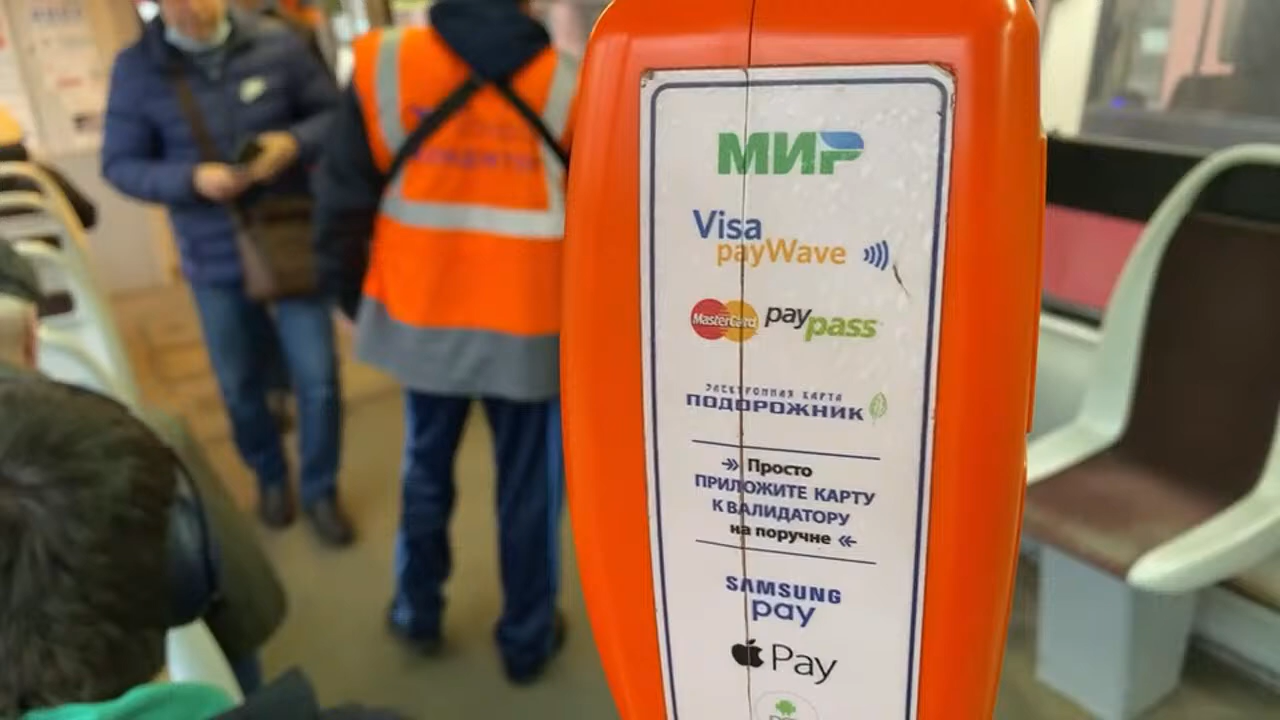 МИР
Visa
payWave
MasterCard paypass
ЭЛЕКТРОННАЯ КАРТА
ПОДОРОЖНИК
Просто
ПРИЛОЖИТЕ КАРТУ
К ВАЛИДАТОРУ
на поручне
SAMSUNG
pay
Pay